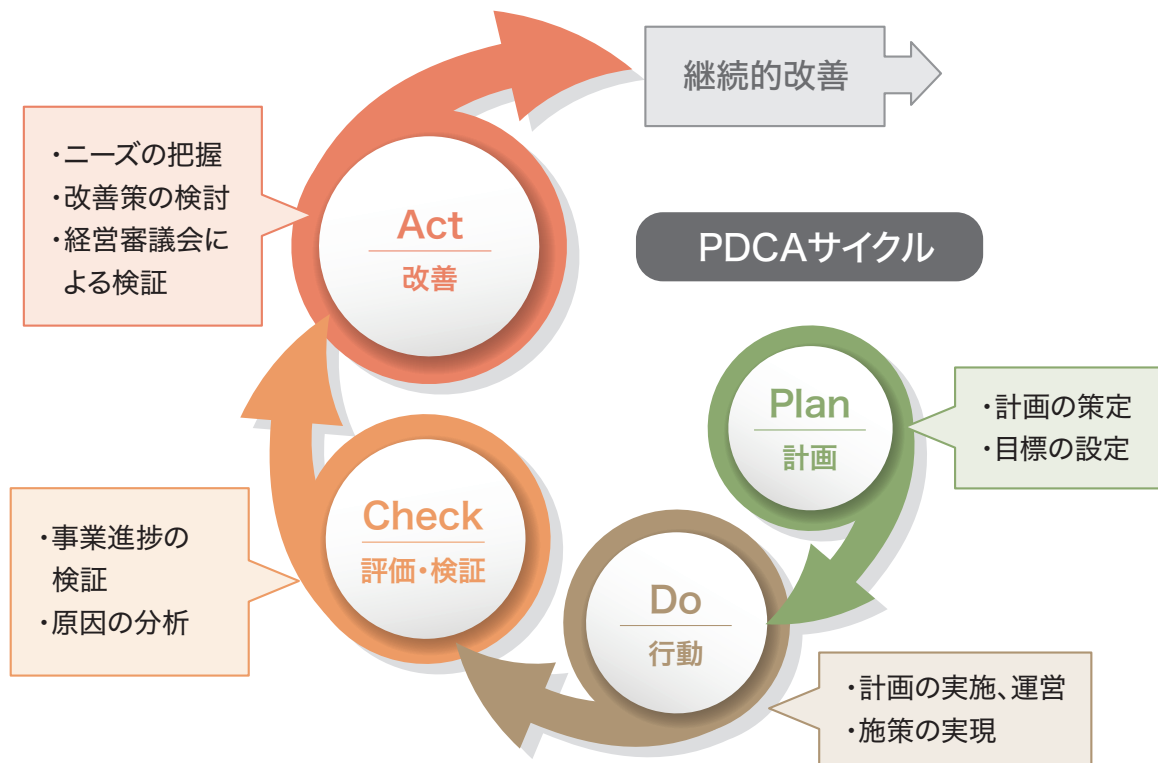 継続的改善
PDCAサイクル
Act
改善
・ニーズの把握
・改善策の検討
・経営審議会に
よる検証
Plan
計画
・計画の策定
・目標の設定
Check
評価・検証
・事業進捗の
検証
・原因の分析
Do
行動
・計画の実施、運営
・施策の実現